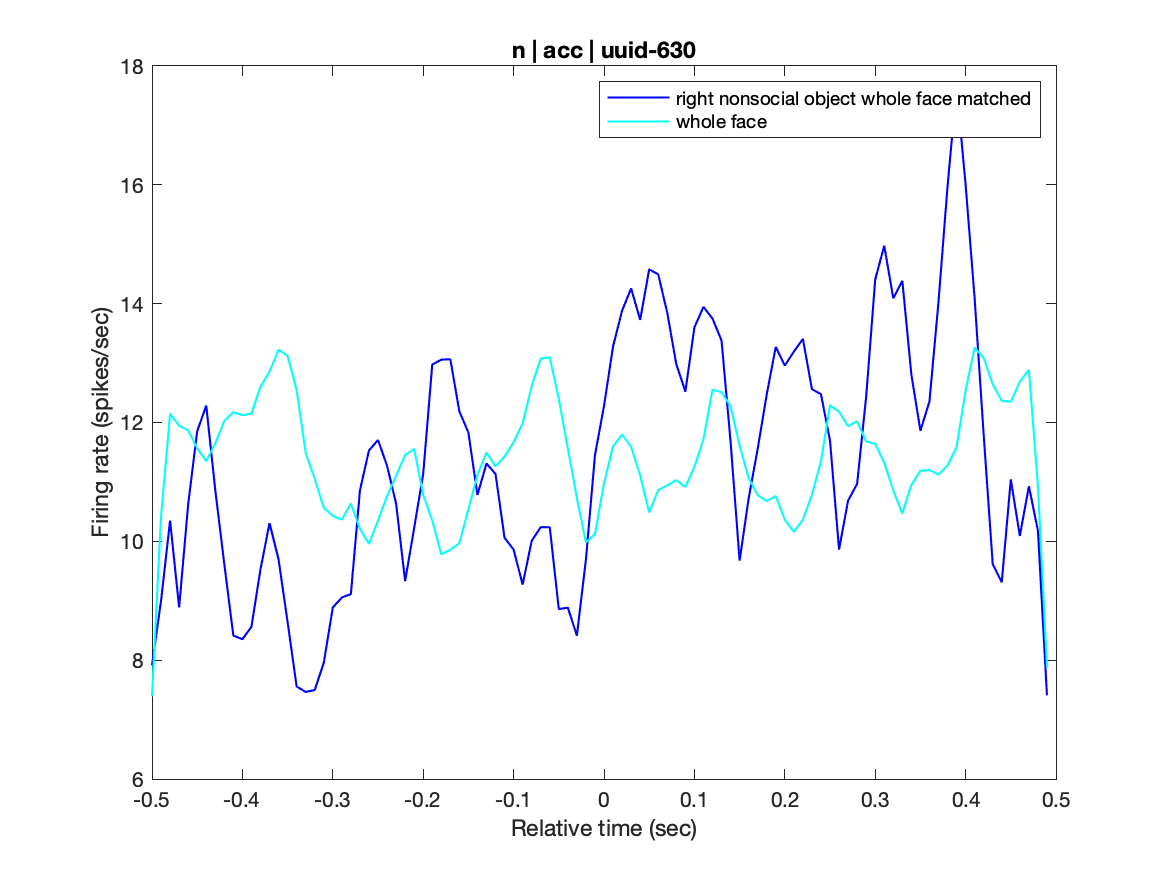 n | acc | uuid-630
18
right nonsocial object whole face matched
whole face
16
14
12
10
8
6
Firing rate (spikes/sec)
-0.5 -0.4 -0.3 -0.2 -0.1 0 0.1 0.2 0.3 0.4 0.5
Relative time (sec)